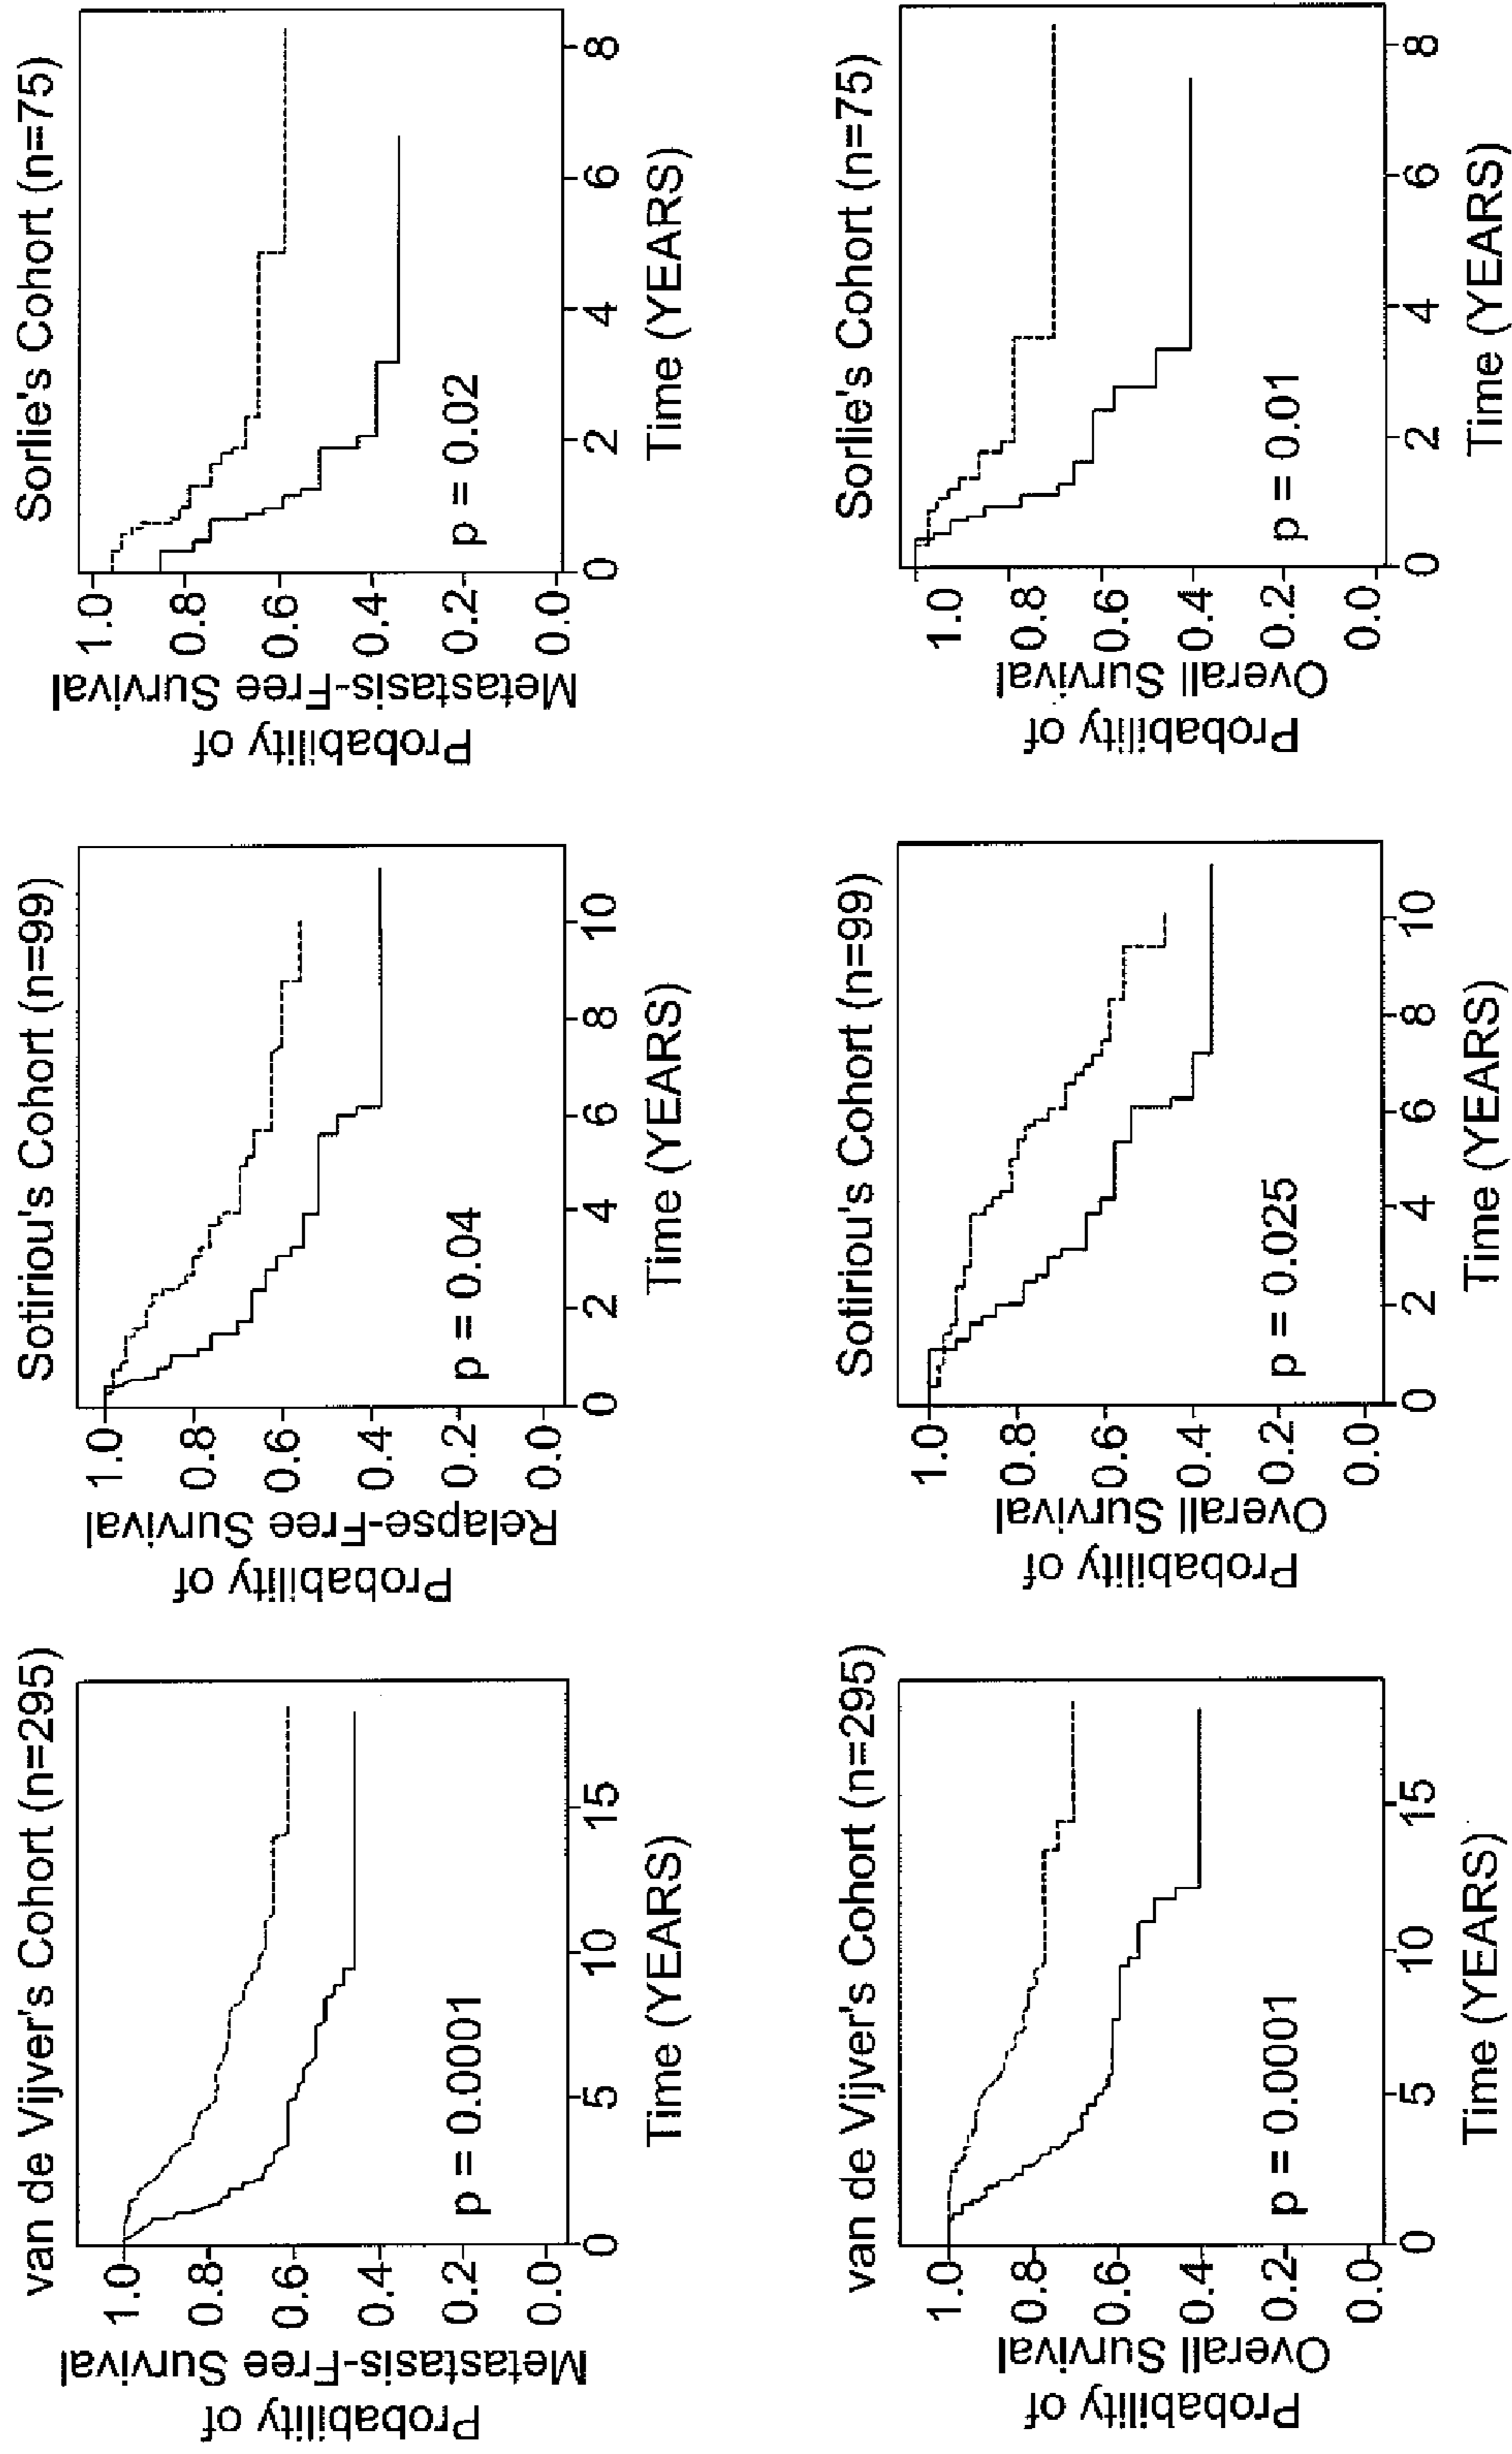 van de Vijver's Cohort (n=295)
Probability of
Metastasis-Free Survival
1.0
0.8
0.6
0.4
0.2
0.0
p = 0.0001
0 5 10 15
Time (YEARS)
Sotiriou's Cohort (n=99)
Probability of
Relapse-Free Survival
1.0
0.8
0.6
0.4
0.2
0.0
p = 0.04
0 2 4 6 8 10
Time (YEARS)
Sorlie's Cohort (n=75)
Probability of
Metastasis-Free Survival
1.0
0.8
0.6
0.4
0.2
0.0
p = 0.02
0 2 4 6 8
Time (YEARS)
van de Vijver's Cohort (n=295)
Probability of
Overall Survival
1.0
0.8
0.6
0.4
0.2
0.0
p = 0.0001
0 5 10 15
Time (YEARS)
Sotiriou's Cohort (n=99)
Probability of
Overall Survival
1.0
0.8
0.6
0.4
0.2
0.0
p = 0.025
0 2 4 6 8 10
Time (YEARS)
Sorlie's Cohort (n=75)
Probability of
Overall Survival
1.0
0.8
0.6
0.4
0.2
0.0
p = 0.01
0 2 4 6 8
Time (YEARS)